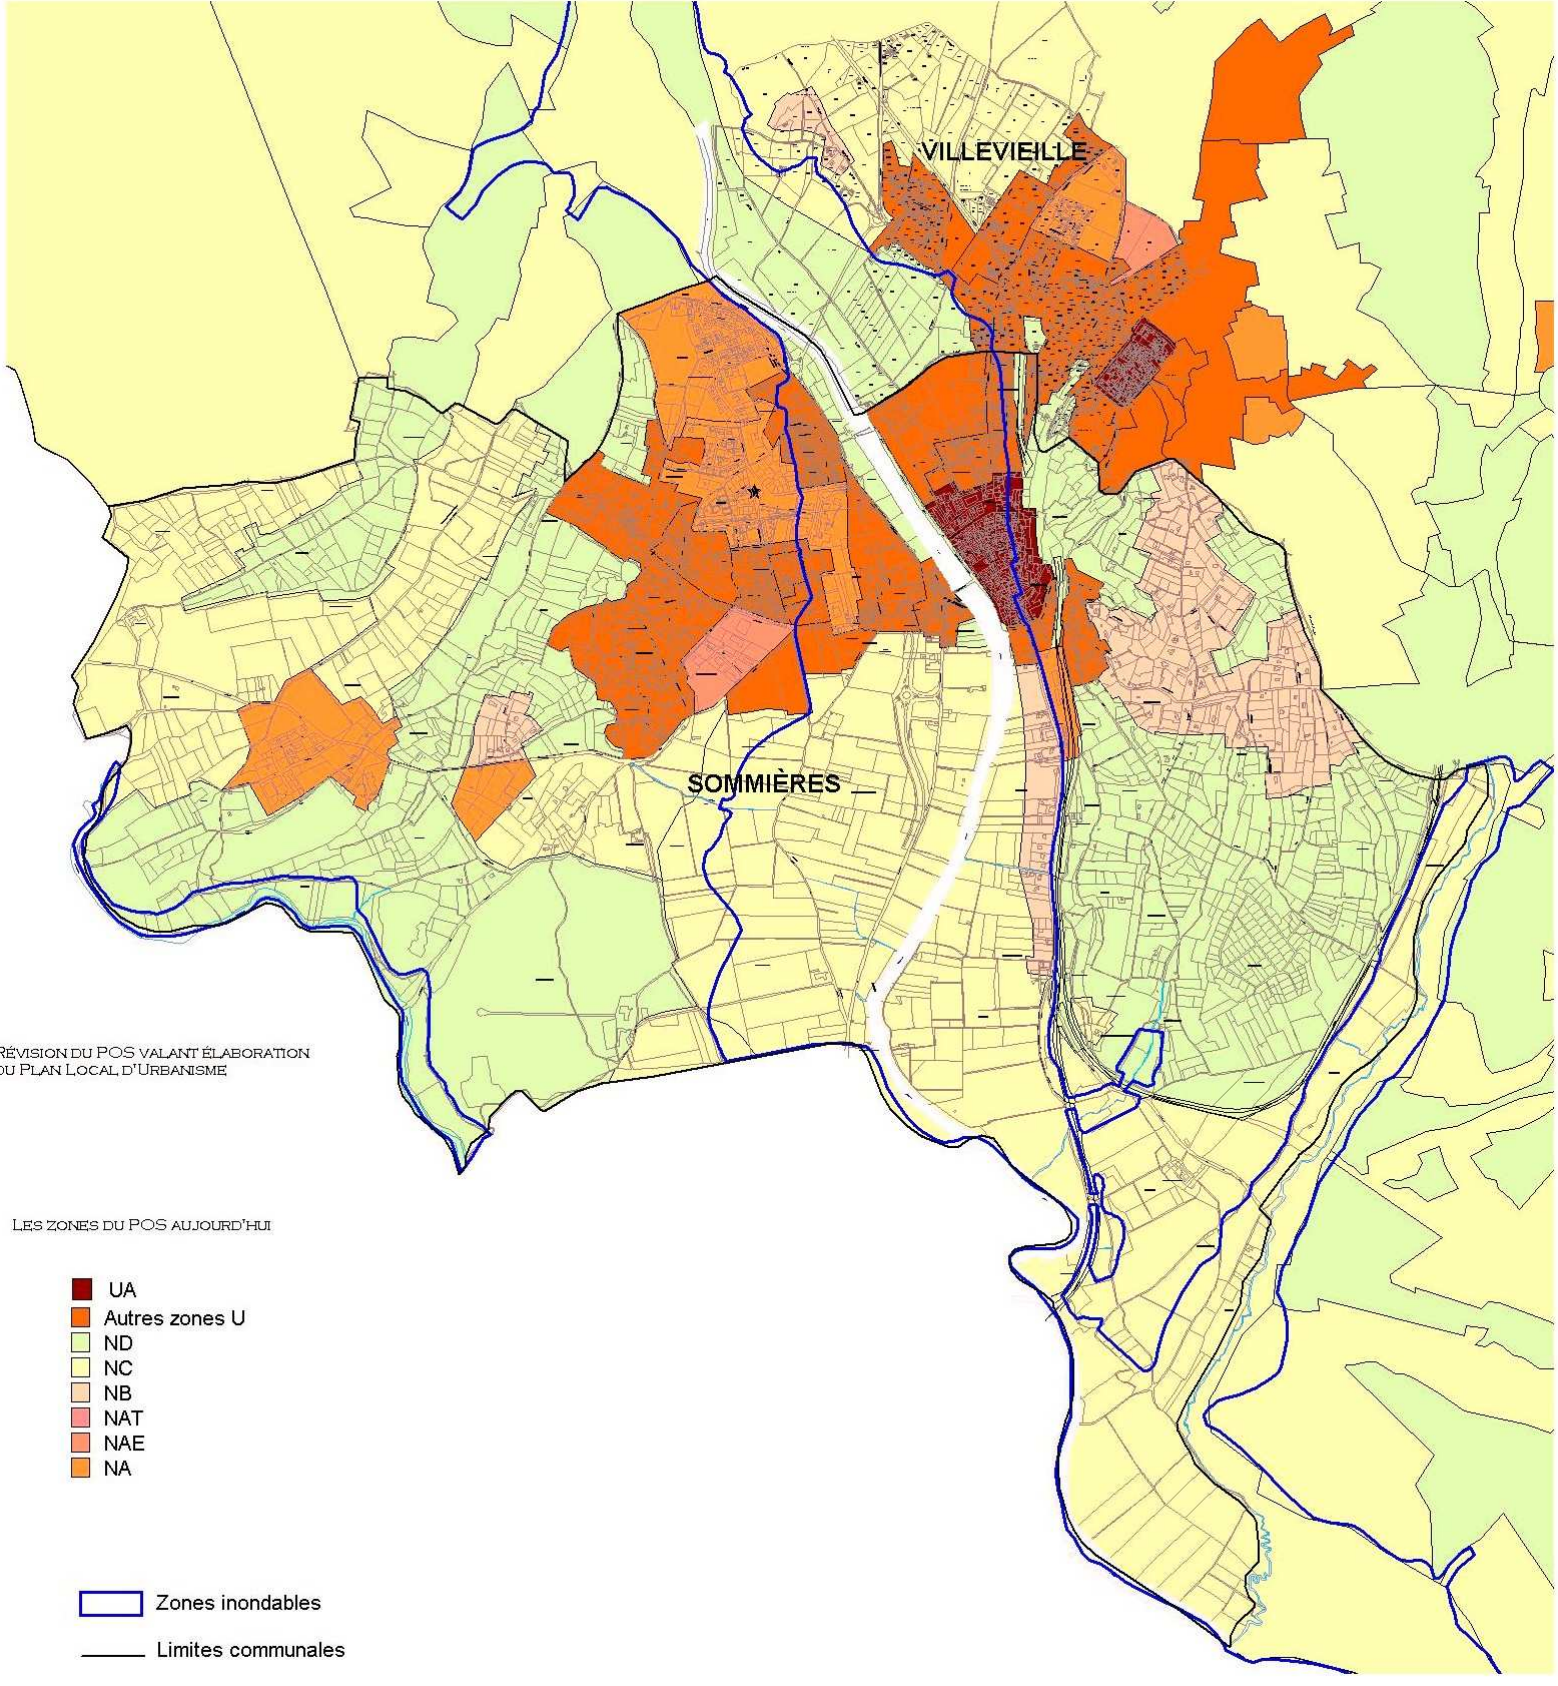 VILLEVIEILLE
SOMMIÈRES
RÉVISION DU POS VALANT ÉLABORATION
DU PLAN LOCAL D'URBANISME
LES ZONES DU POS AUJOURD'HUI
UA
Autres zones U
ND
NC
NB
NAT
NAE
NA
Zones inondables
Limites communales